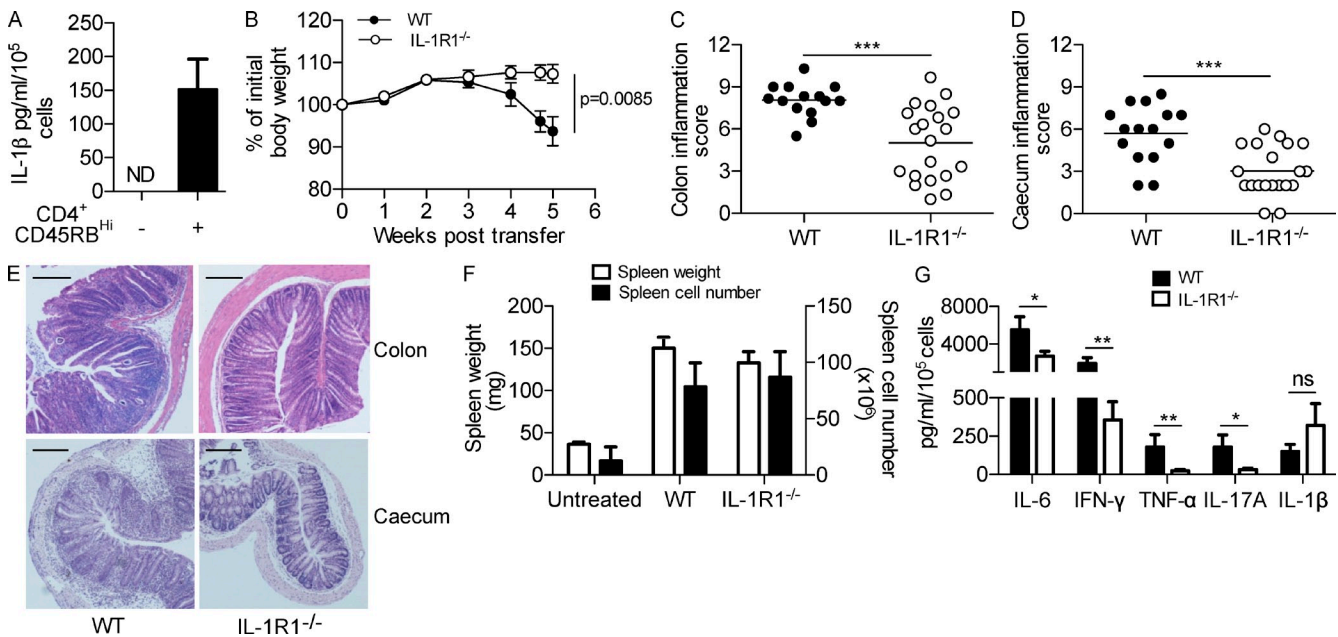 A
IL-1β pg/ml/10⁵
cells
250
200
150
100
50
0
ND
CD4⁺
CD45RBᴴⁱ
-
+
B
WT
IL-1R1⁻/⁻
% of initial
body weight
120
110
100
90
80
p=0.0085
0 1 2 3 4 5 6
Weeks post transfer
C
Colon inflammation
score
12
9
6
3
0
***
WT IL-1R1⁻/⁻
D
Caecum inflammation
score
12
9
6
3
0
***
WT IL-1R1⁻/⁻
E
Colon
Caecum
WT IL-1R1⁻/⁻
F
Spleen weight
Spleen cell number
Spleen weight
(mg)
200
150
100
50
0
150
100
50
0
Spleen cell number
(x10⁶)
Untreated WT IL-1R1⁻/⁻
G
WT
IL-1R1⁻/⁻
pg/ml/10⁵ cells
8000
4000
500
250
0
*
**
**
*
ns
IL-6 IFN-γ TNF-α IL-17A IL-1β